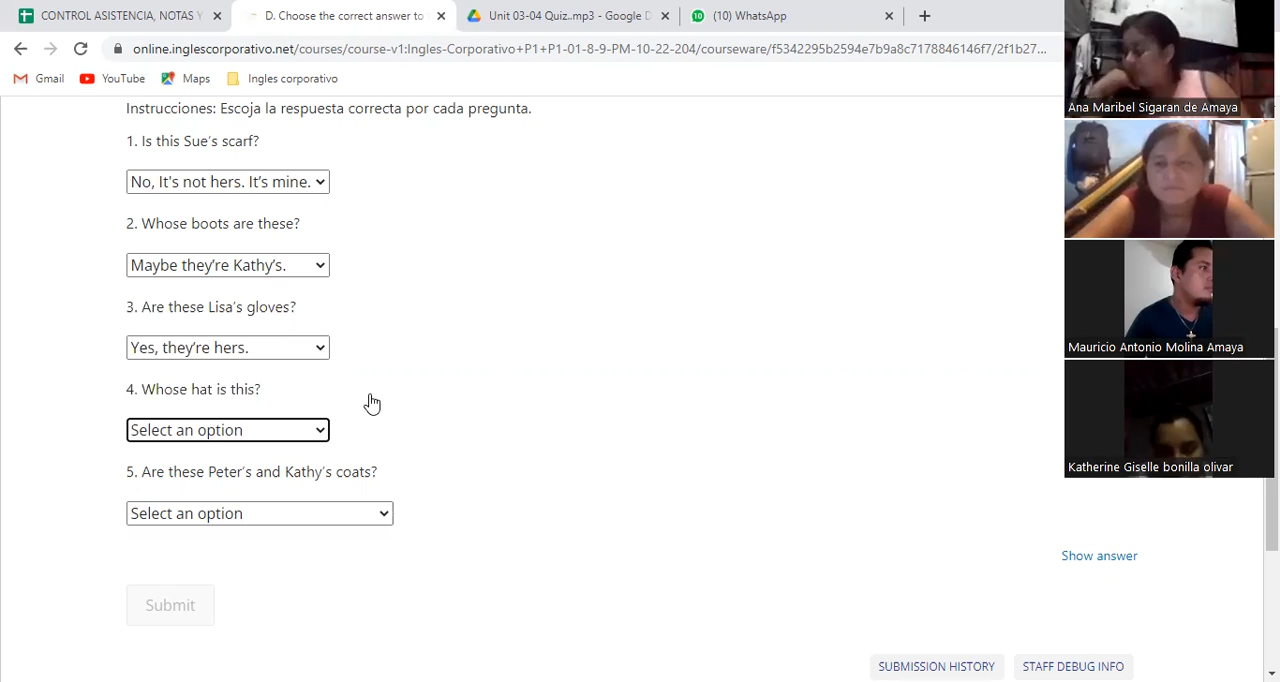 CONTROL ASISTENCIA, NOTAS Y
D. Choose the correct answer to
Unit 03-04 Quiz..mp3 - Google D
(10) WhatsApp
online.inglescorporativo.net/courses/course-v1:Ingles-Corporativo+P1+P1-01-8-9-PM-10-22-204/courseware/f5342295b2594e7b9a8c7178846146f7/2f1b27...
Gmail
YouTube
Maps
Ingles corporativo
Instrucciones: Escoja la respuesta correcta por cada pregunta.
1. Is this Sue's scarf?
No, It's not hers. It's mine.
2. Whose boots are these?
Maybe they're Kathy's.
3. Are these Lisa's gloves?
Yes, they're hers.
4. Whose hat is this?
Select an option
5. Are these Peter's and Kathy's coats?
Select an option
Show answer
Submit
SUBMISSION HISTORY
STAFF DEBUG INFO
Ana Maribel Sigaran de Amaya
Mauricio Antonio Molina Amaya
Katherine Giselle bonilla olivar